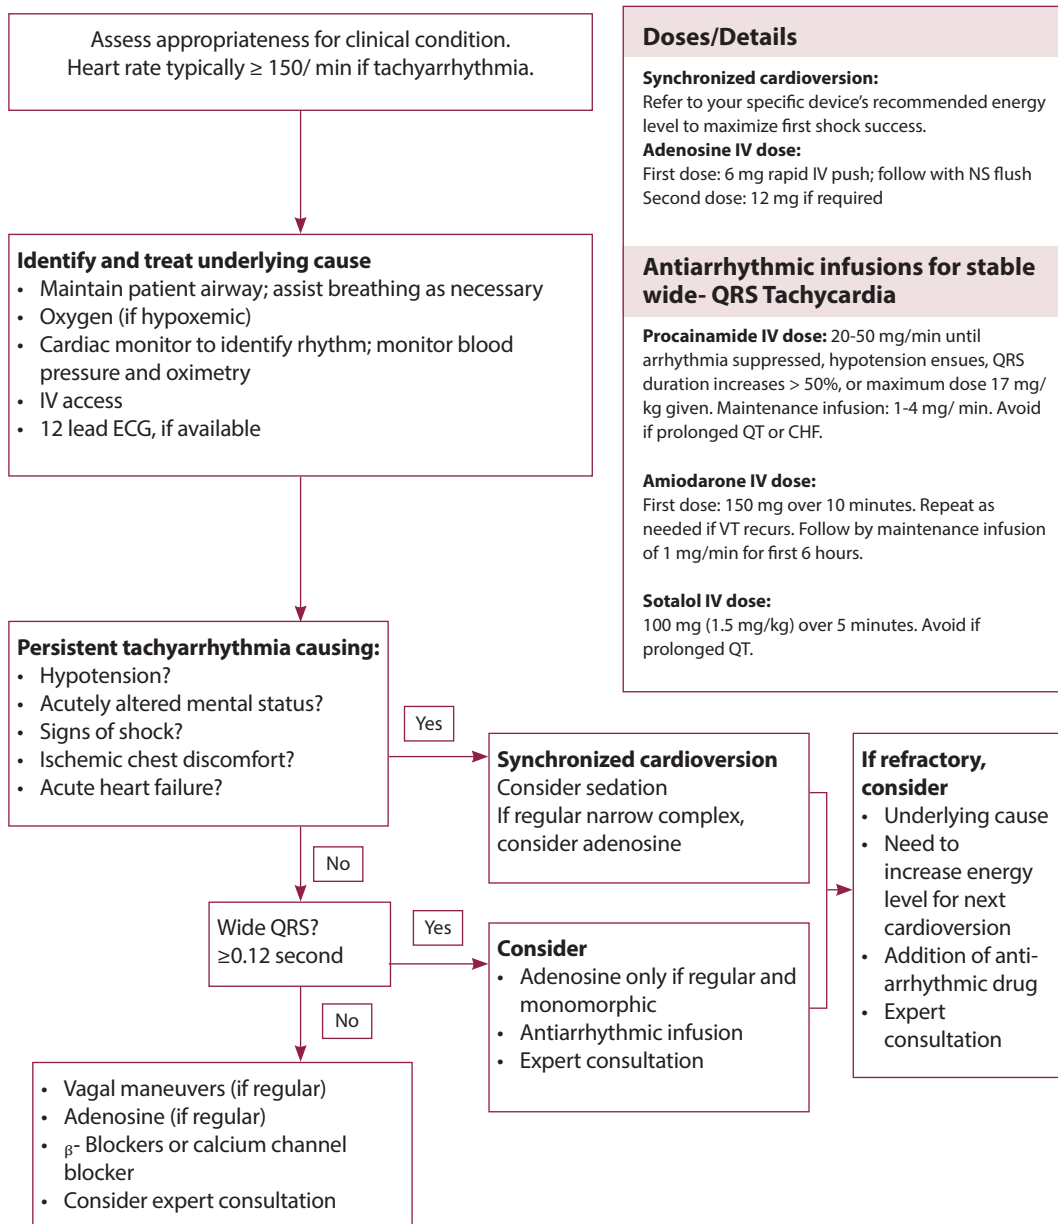 Assess appropriateness for clinical condition.
Heart rate typically ≥ 150/ min if tachyarrhythmia.
Identify and treat underlying cause
• Maintain patient airway; assist breathing as necessary
• Oxygen (if hypoxemic)
• Cardiac monitor to identify rhythm; monitor blood
pressure and oximetry
• IV access
• 12 lead ECG, if available
Persistent tachyarrhythmia causing:
• Hypotension?
• Acutely altered mental status?
• Signs of shock?
• Ischemic chest discomfort?
• Acute heart failure?
Yes
Synchronized cardioversion
Consider sedation
If regular narrow complex,
consider adenosine
No
Wide QRS?
≥0.12 second
Yes
Consider
• Adenosine only if regular and
monomorphic
• Antiarrhythmic infusion
• Expert consultation
If refractory,
consider
• Underlying cause
• Need to
increase energy
level for next
cardioversion
• Addition of anti-
arrhythmic drug
• Expert
consultation
No
• Vagal maneuvers (if regular)
• Adenosine (if regular)
• β- Blockers or calcium channel
blocker
• Consider expert consultation
Doses/Details
Synchronized cardioversion:
Refer to your specific device's recommended energy
level to maximize first shock success.
Adenosine IV dose:
First dose: 6 mg rapid IV push; follow with NS flush
Second dose: 12 mg if required
Antiarrhythmic infusions for stable
wide- QRS Tachycardia
Procainamide IV dose: 20-50 mg/min until
arrhythmia suppressed, hypotension ensues, QRS
duration increases > 50%, or maximum dose 17 mg/
kg given. Maintenance infusion: 1-4 mg/ min. Avoid
if prolonged QT or CHF.
Amiodarone IV dose:
First dose: 150 mg over 10 minutes. Repeat as
needed if VT recurs. Follow by maintenance infusion
of 1 mg/min for first 6 hours.
Sotalol IV dose:
100 mg (1.5 mg/kg) over 5 minutes. Avoid if
prolonged QT.